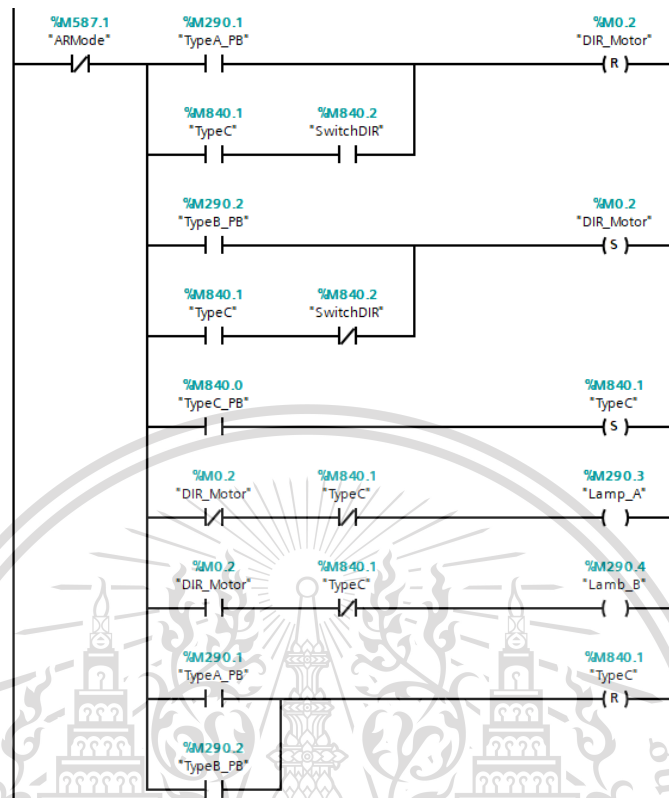 %M587.1 %M290.1 %M0.2
"ARMode" "TypeA_PB" "DIR_Motor"
R
%M840.1 %M840.2
"TypeC" "SwitchDIR"
%M290.2 %M0.2
"TypeB_PB" "DIR_Motor"
S
%M840.1 %M840.2
"TypeC" "SwitchDIR"
%M840.0 %M840.1
"TypeC_PB" "TypeC"
S
%M0.2 %M840.1 %M290.3
"DIR_Motor" "TypeC" "Lamp_A"
%M0.2 %M840.1 %M290.4
"DIR_Motor" "TypeC" "Lamb_B"
%M290.1 %M840.1
"TypeA_PB" "TypeC"
R
%M290.2
"TypeB_PB"